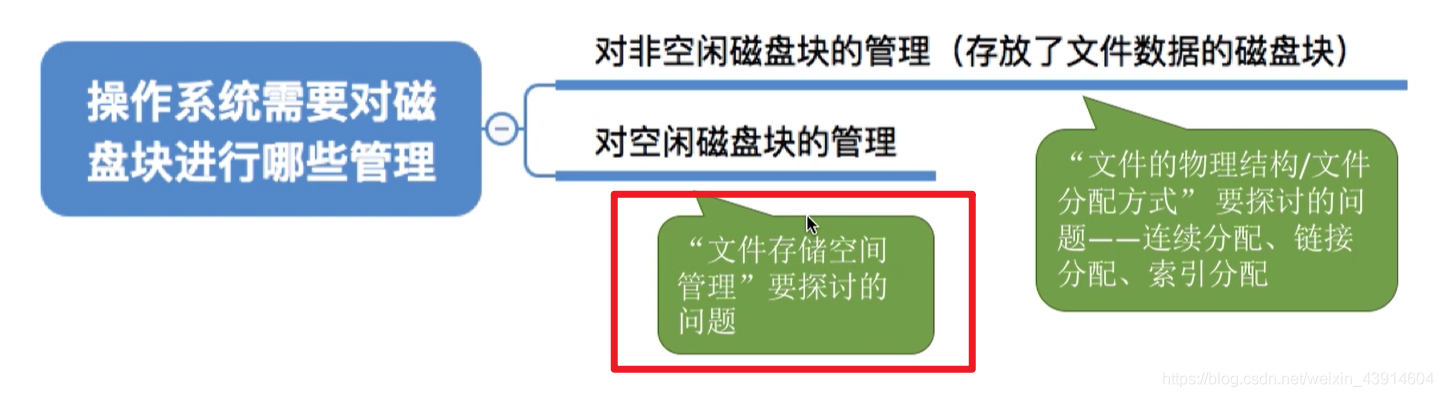 操作系统需要对磁
盘块进行哪些管理
对非空闲磁盘块的管理（存放了文件数据的磁盘块）
对空闲磁盘块的管理
“文件的物理结构/文件
分配方式” 要探讨的问
题——连续分配、链接
分配、索引分配
“文件存储空间
管理”要探讨的
问题
https://blog.csdn.net/weixin_43914604